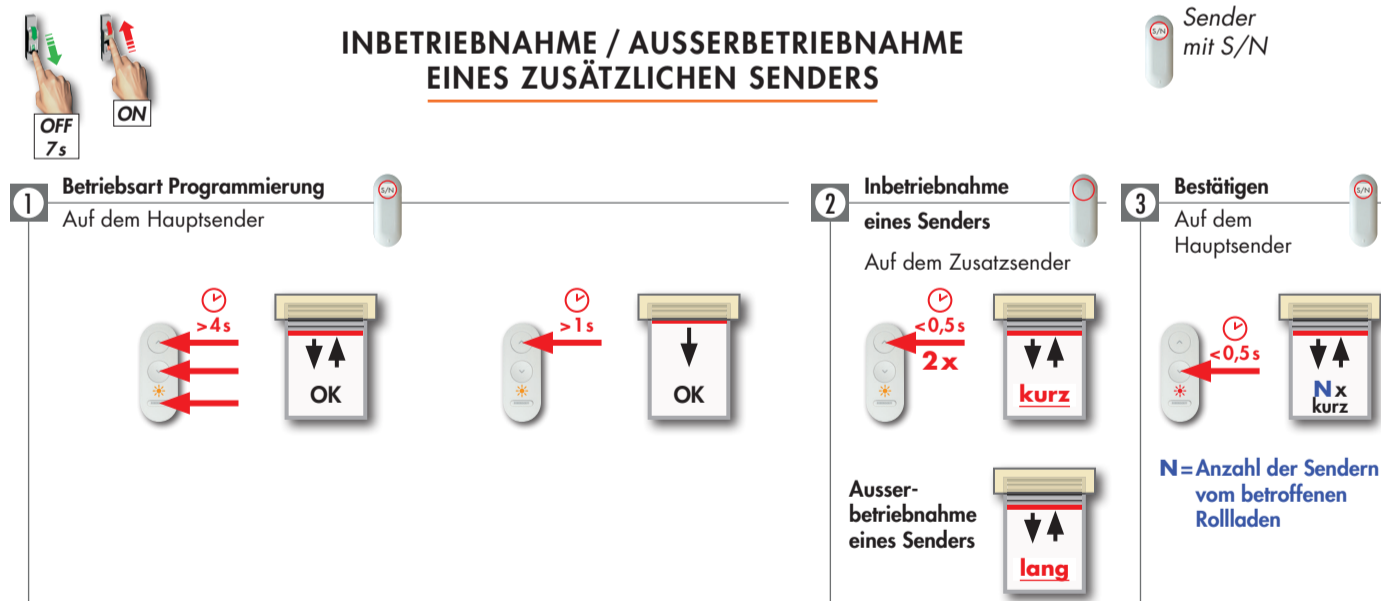 INBETRIEBNAHME / AUSSERBETRIEBNAHME
EINES ZUSÄTZLICHEN SENDERS
S/N
Sender
mit S/N
OFF
7s
ON
1
Betriebsart Programmierung
Auf dem Hauptsender
S/N
>4s
OK
>1s
OK
2
Inbetriebnahme
eines Senders
Auf dem Zusatzsender
<0,5s
2x
kurz
Ausser-
betriebnahme
eines Senders
lang
3
Bestätigen
Auf dem
Hauptsender
S/N
<0,5s
Nx
kurz
N=Anzahl der Sendern
vom betroffenen
Rollladen